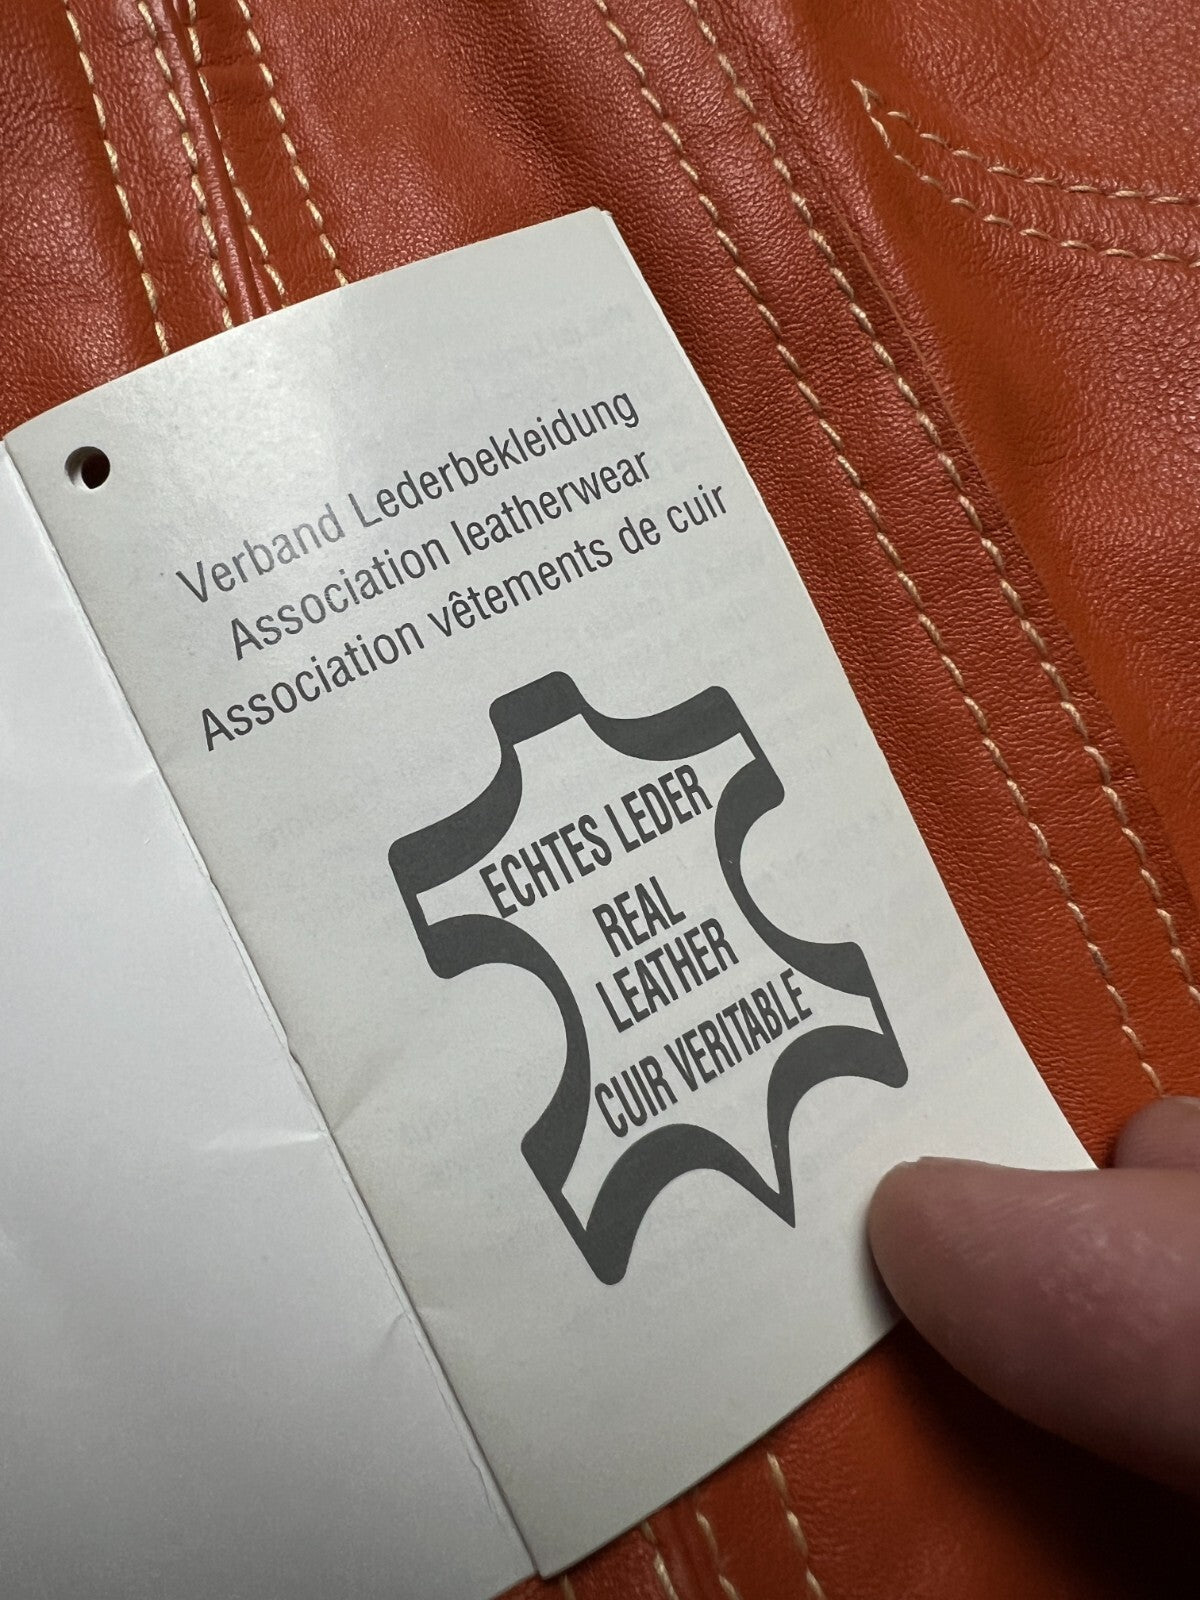 Verband Lederbekleidung
Association leatherwear
Association vêtements de cuir
ECHTES LEDER
REAL
LEATHER
CUIR VERITABLE